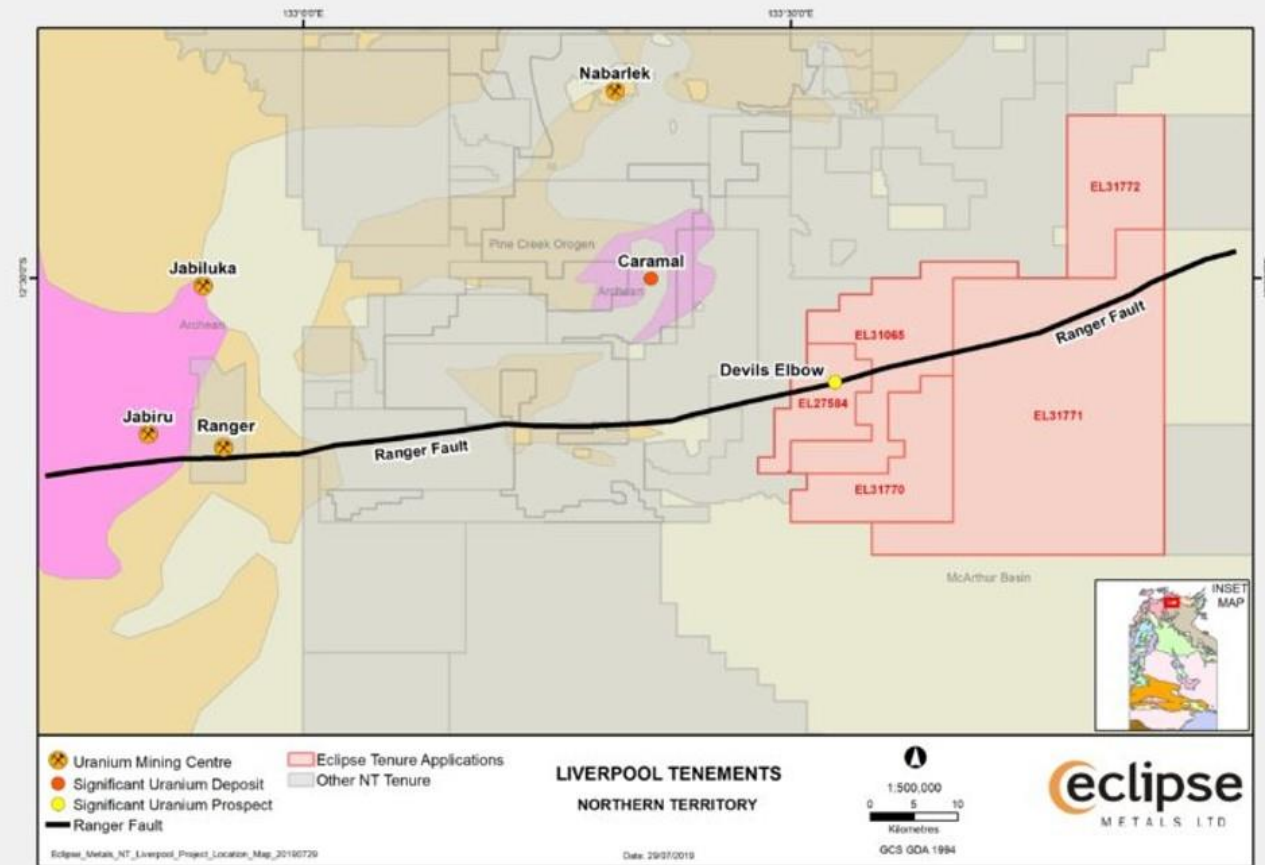 133°0'0"E
133°30'0"E
Nabarlek
EL31772
Pine Creek Orogen
Caramal
Archean
12°30'0"S
Jabiluka
Archean
EL31065
Ranger Fault
Devils Elbow
EL27584
EL31771
Jabiru
Ranger
Ranger Fault
EL31770
McArthur Basin
INSET
MAP
Uranium Mining Centre
Significant Uranium Deposit
Significant Uranium Prospect
Ranger Fault
Eclipse Tenure Applications
Other NT Tenure
LIVERPOOL TENEMENTS
NORTHERN TERRITORY
1:500,000
0 5 10
Kilometres
GCS GDA 1994
eclipse
METALS LTD
Eclipse_Metals_NT_Liverpool_Project_Location_Map_20190729
Date: 29/07/2019